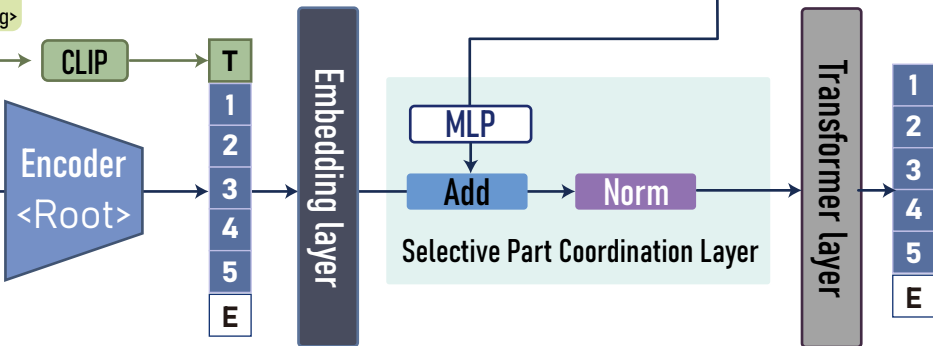 g>
CLIP
T
1
2
3
4
5
E
Encoder
<Root>
Embedding layer
MLP
Add
Norm
Selective Part Coordination Layer
Transformer layer
1
2
3
4
5
E